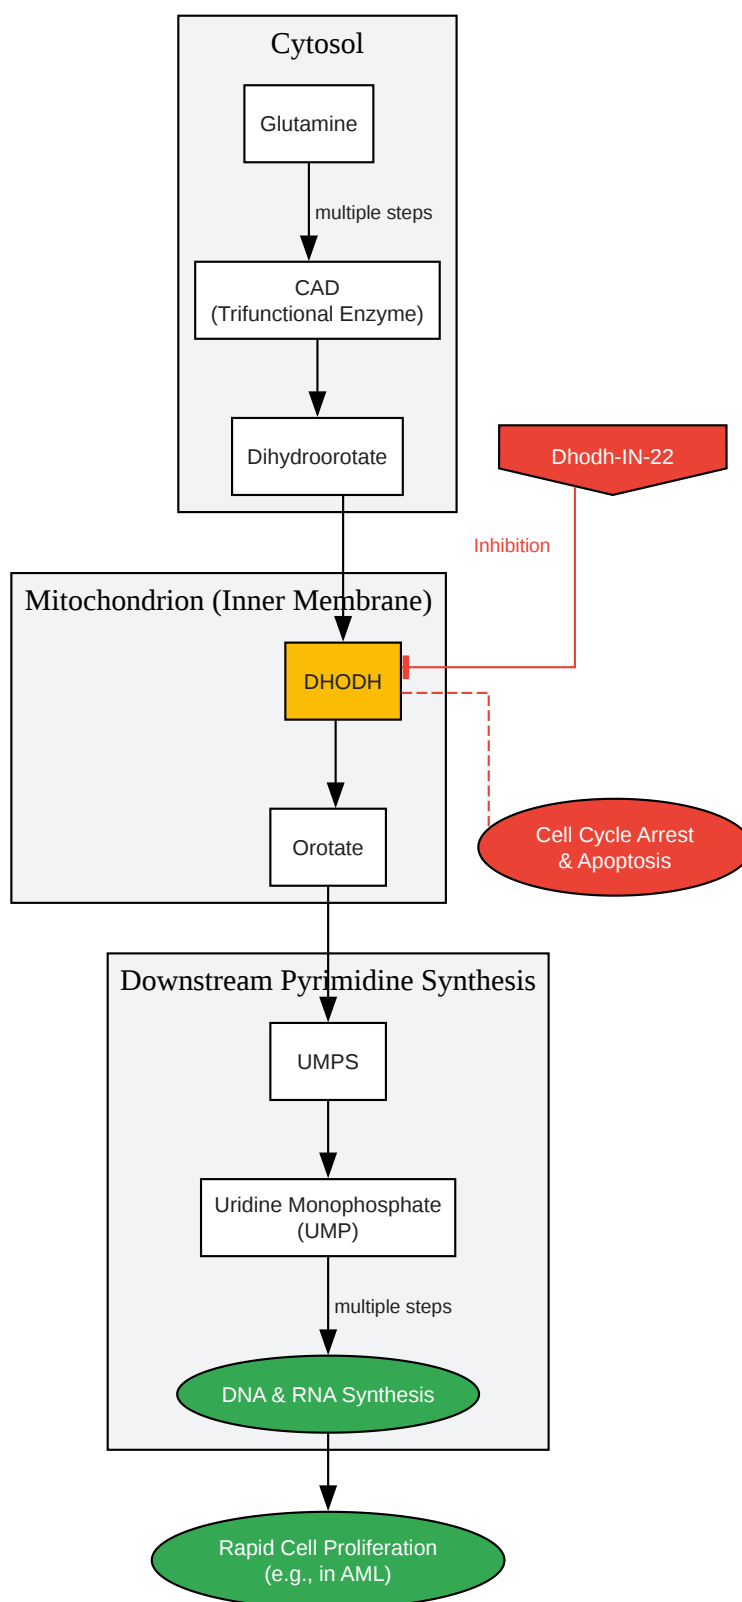 Cytosol
Glutamine
multiple steps
CAD
(Trifunctional Enzyme)
Dihydroorotate
Dhodh-IN-22
Inhibition
Mitochondrion (Inner Membrane)
DHODH
Orotate
Cell Cycle Arrest
& Apoptosis
Downstream Pyrimidine Synthesis
UMPS
Uridine Monophosphate
(UMP)
multiple steps
DNA & RNA Synthesis
Rapid Cell Proliferation
(e.g., in AML)